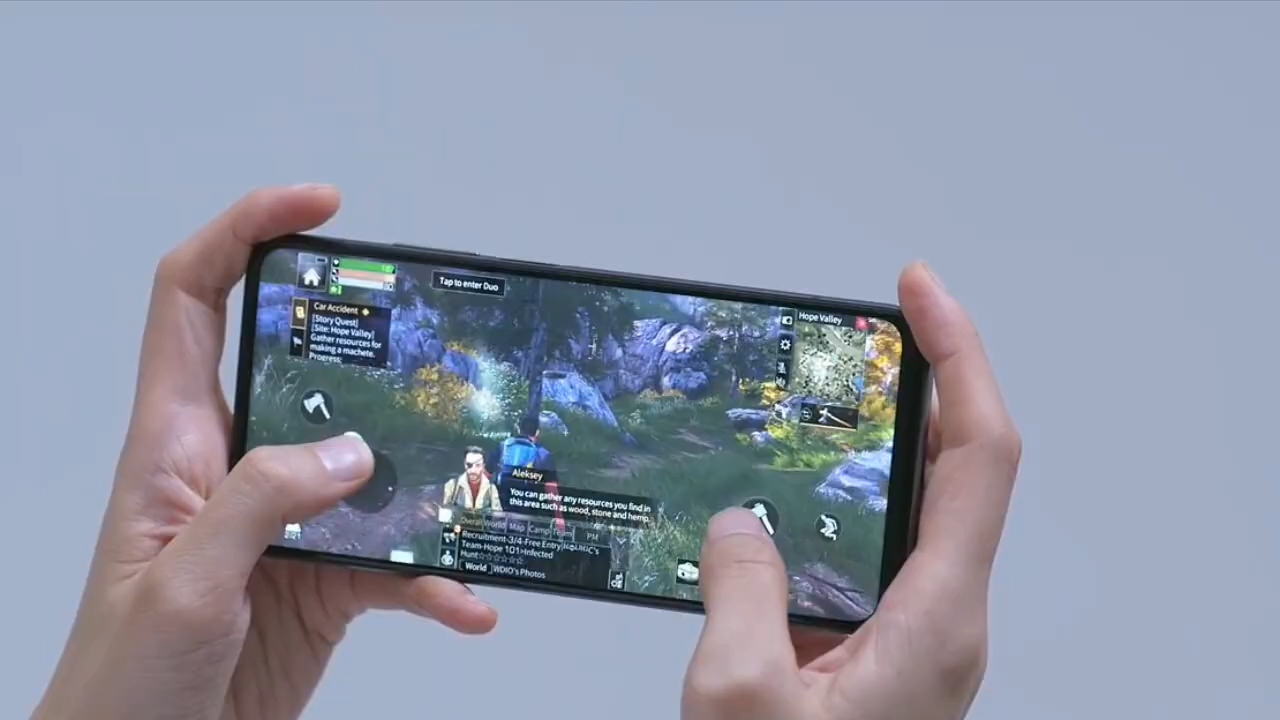 Tap to enter Duo
Car Accident
[Story Quest]
[Site: Hope Valley]
Gather resources for
making a machete.
Progress:
Hope Valley
Aleksey
You can gather any resources you find in
this area such as wood, stone and hemp.
Overall World Map Camp Team PM
Recruitment-3/4 Free Entry
Team-Hope 101>Infected
Hunt☆☆☆☆☆☆
[World] WDIO's Photos